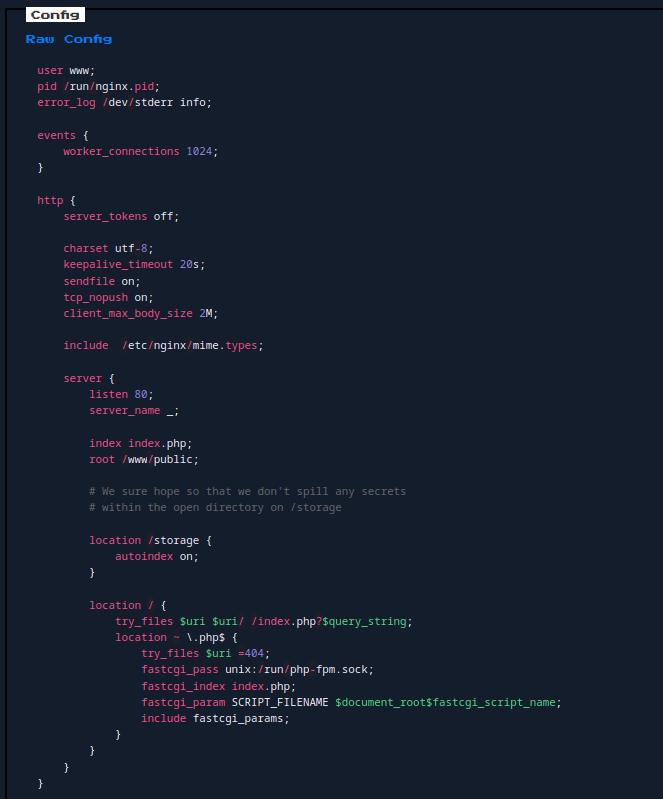 Config
Raw Config
user www;
pid /run/nginx.pid;
error_log /dev/stderr info;
events {
worker_connections 1024;
}
http {
server_tokens off;
charset utf-8;
keepalive_timeout 20s;
sendfile on;
tcp_nopush on;
client_max_body_size 2M;
include  /etc/nginx/mime.types;
server {
listen 80;
server_name _;
index index.php;
root /www/public;
# We sure hope so that we don't spill any secrets
# within the open directory on /storage
location /storage {
autoindex on;
}
location / {
try_files $uri $uri/ /index.php?$query_string;
location ~ \.php$ {
try_files $uri =404;
fastcgi_pass unix:/run/php-fpm.sock;
fastcgi_index index.php;
fastcgi_param SCRIPT_FILENAME $document_root$fastcgi_script_name;
include fastcgi_params;
}
}
}
}